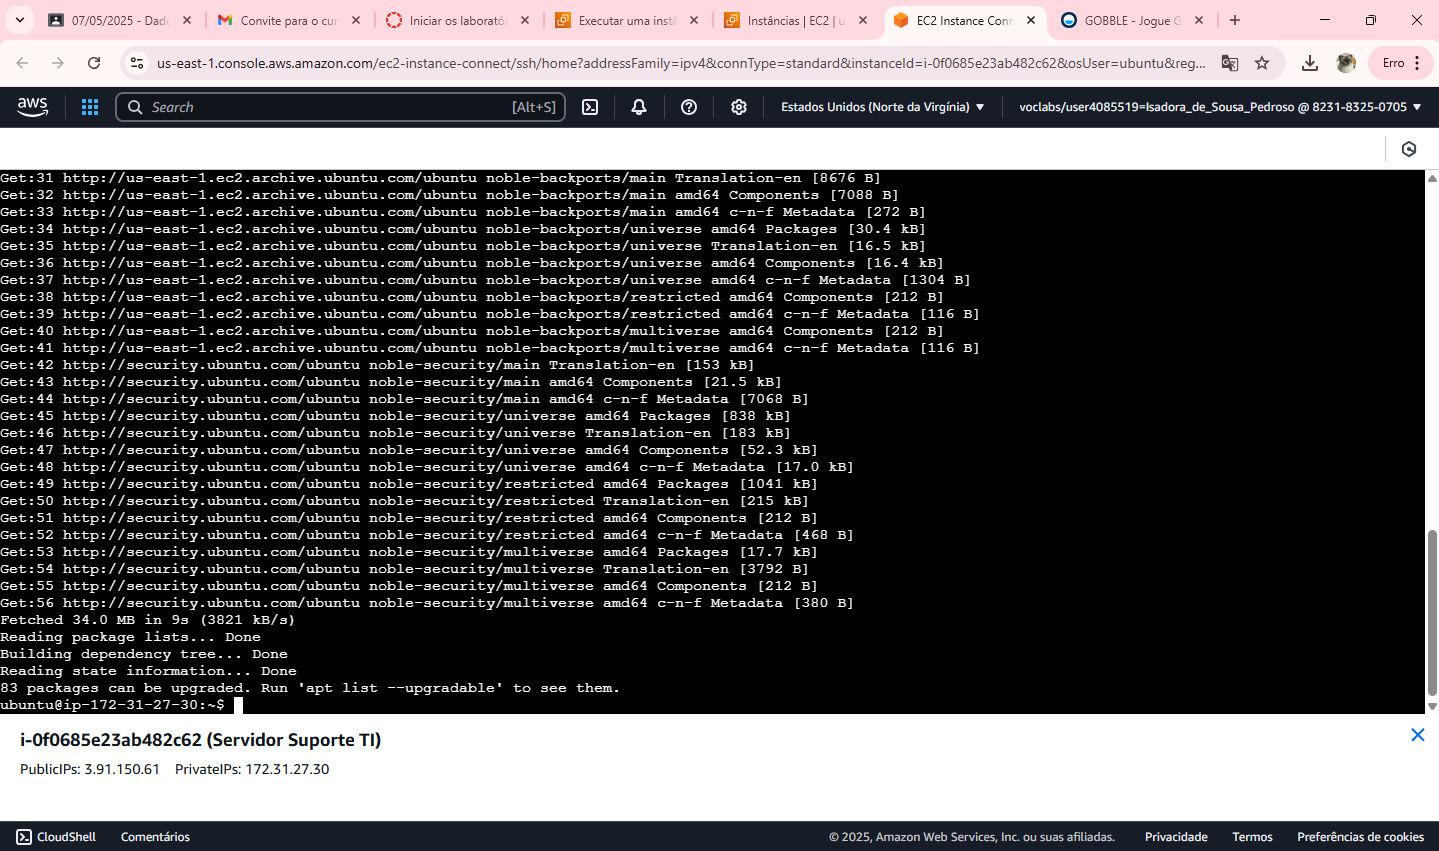 07/05/2025 - Dado
Convite para o cur
Iniciar os laborató
Executar uma inst
Instâncias | EC2 | u
EC2 Instance Conn
GOBBLE - Jogue G
us-east-1.console.aws.amazon.com/ec2-instance-connect/ssh/home?addressFamily=ipv4&connType=standard&instanceId=i-0f0685e23ab482c62&osUser=ubuntu&reg...
Erro
aws
Search [Alt+S]
Estados Unidos (Norte da Virgínia)
voclabs/user4085519=Isadora_de_Sousa_Pedroso @ 8231-8325-0705
Get:31 http://us-east-1.ec2.archive.ubuntu.com/ubuntu noble-backports/main Translation-en [8676 B]
Get:32 http://us-east-1.ec2.archive.ubuntu.com/ubuntu noble-backports/main amd64 Components [7088 B]
Get:33 http://us-east-1.ec2.archive.ubuntu.com/ubuntu noble-backports/main amd64 c-n-f Metadata [272 B]
Get:34 http://us-east-1.ec2.archive.ubuntu.com/ubuntu noble-backports/universe amd64 Packages [30.4 kB]
Get:35 http://us-east-1.ec2.archive.ubuntu.com/ubuntu noble-backports/universe Translation-en [16.5 kB]
Get:36 http://us-east-1.ec2.archive.ubuntu.com/ubuntu noble-backports/universe amd64 Components [16.4 kB]
Get:37 http://us-east-1.ec2.archive.ubuntu.com/ubuntu noble-backports/universe amd64 c-n-f Metadata [1304 B]
Get:38 http://us-east-1.ec2.archive.ubuntu.com/ubuntu noble-backports/restricted amd64 Components [212 B]
Get:39 http://us-east-1.ec2.archive.ubuntu.com/ubuntu noble-backports/restricted amd64 c-n-f Metadata [116 B]
Get:40 http://us-east-1.ec2.archive.ubuntu.com/ubuntu noble-backports/multiverse amd64 Components [212 B]
Get:41 http://us-east-1.ec2.archive.ubuntu.com/ubuntu noble-backports/multiverse amd64 c-n-f Metadata [116 B]
Get:42 http://security.ubuntu.com/ubuntu noble-security/main Translation-en [153 kB]
Get:43 http://security.ubuntu.com/ubuntu noble-security/main amd64 Components [21.5 kB]
Get:44 http://security.ubuntu.com/ubuntu noble-security/main amd64 c-n-f Metadata [7068 B]
Get:45 http://security.ubuntu.com/ubuntu noble-security/universe amd64 Packages [838 kB]
Get:46 http://security.ubuntu.com/ubuntu noble-security/universe Translation-en [183 kB]
Get:47 http://security.ubuntu.com/ubuntu noble-security/universe amd64 Components [52.3 kB]
Get:48 http://security.ubuntu.com/ubuntu noble-security/universe amd64 c-n-f Metadata [17.0 kB]
Get:49 http://security.ubuntu.com/ubuntu noble-security/restricted amd64 Packages [1041 kB]
Get:50 http://security.ubuntu.com/ubuntu noble-security/restricted Translation-en [215 kB]
Get:51 http://security.ubuntu.com/ubuntu noble-security/restricted amd64 Components [212 B]
Get:52 http://security.ubuntu.com/ubuntu noble-security/restricted amd64 c-n-f Metadata [468 B]
Get:53 http://security.ubuntu.com/ubuntu noble-security/multiverse amd64 Packages [17.7 kB]
Get:54 http://security.ubuntu.com/ubuntu noble-security/multiverse Translation-en [3792 B]
Get:55 http://security.ubuntu.com/ubuntu noble-security/multiverse amd64 Components [212 B]
Get:56 http://security.ubuntu.com/ubuntu noble-security/multiverse amd64 c-n-f Metadata [380 B]
Fetched 34.0 MB in 9s (3821 kB/s)
Reading package lists... Done
Building dependency tree... Done
Reading state information... Done
83 packages can be upgraded. Run 'apt list --upgradable' to see them.
ubuntu@ip-172-31-27-30:~$
i-0f0685e23ab482c62 (Servidor Suporte TI)
PublicIPs: 3.91.150.61 PrivateIPs: 172.31.27.30
CloudShell Comentários © 2025, Amazon Web Services, Inc. ou suas afiliadas. Privacidade Termos Preferências de cookies